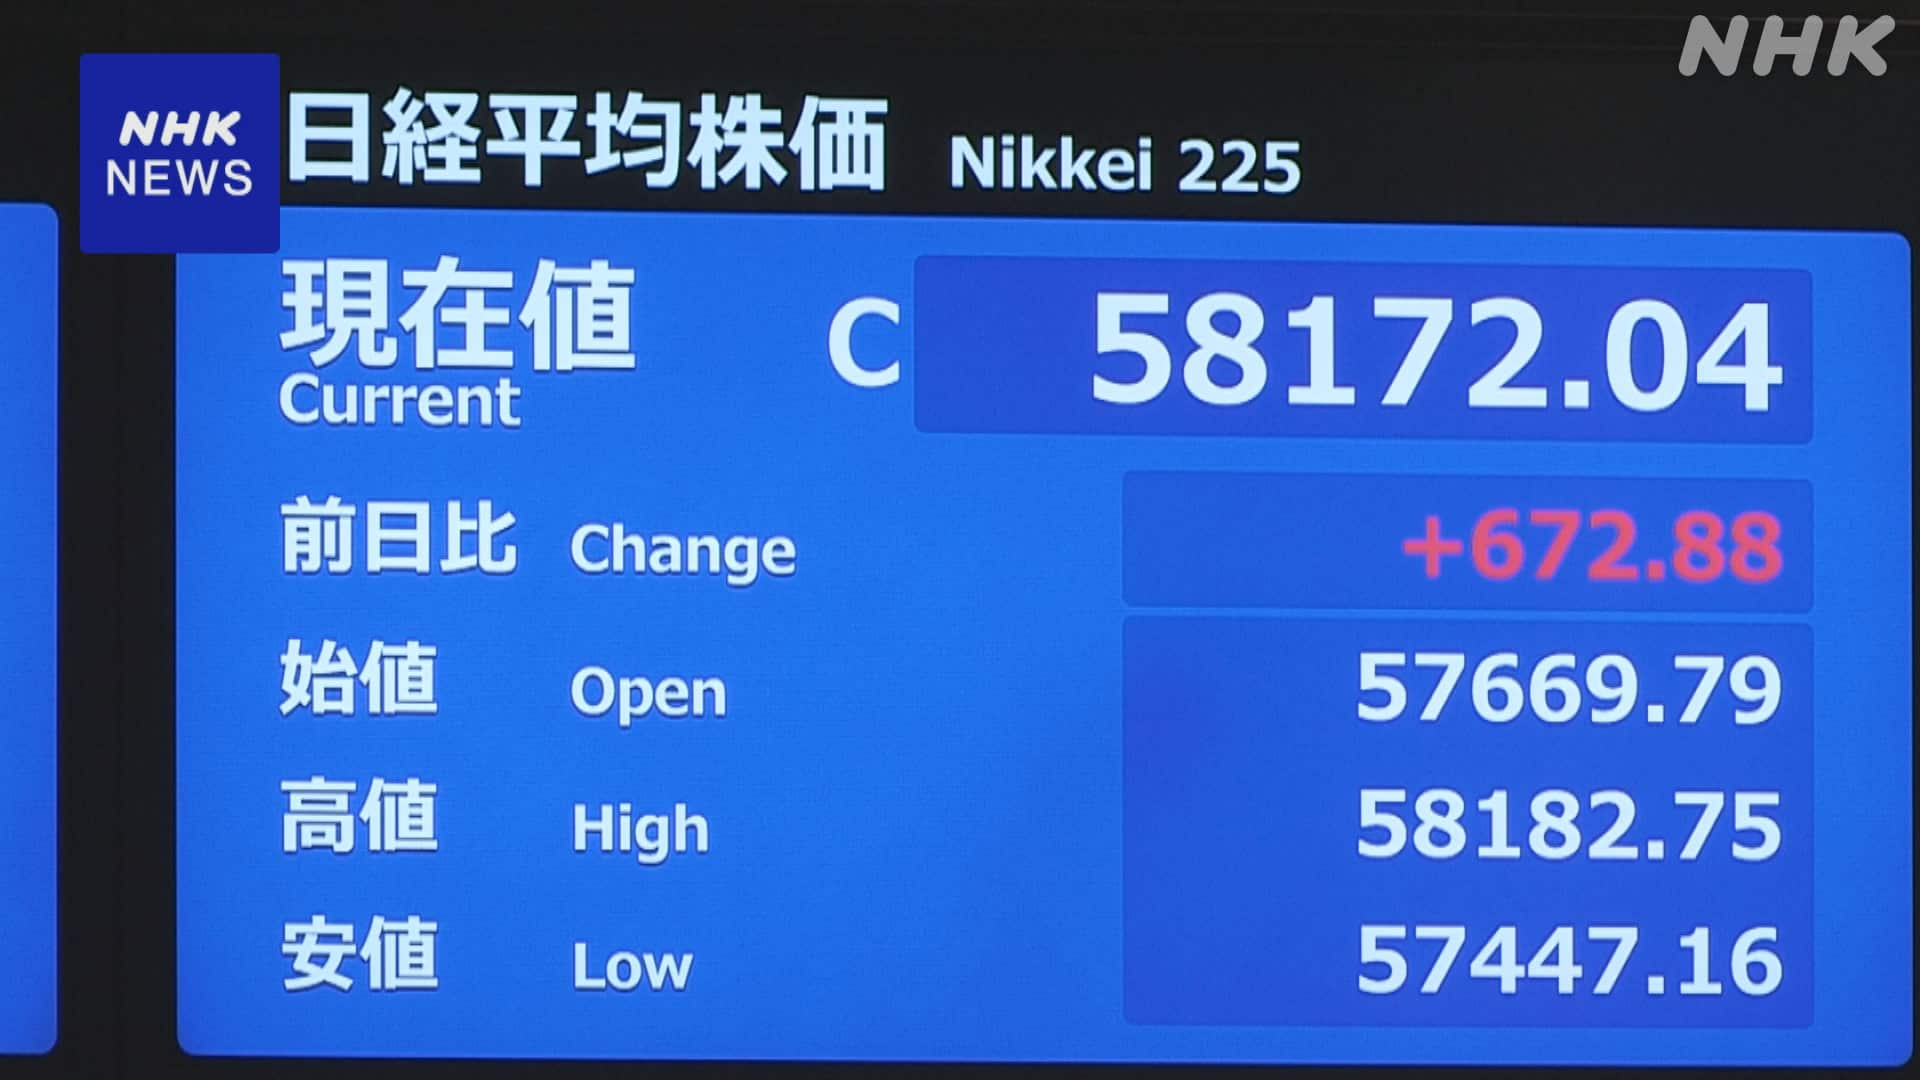 NHK
NHK
NEWS
日経平均株価 Nikkei 225
現在値 C 58172.04
Current
前日比 Change +672.88
始値 Open 57669.79
高値 High 58182.75
安値 Low 57447.16